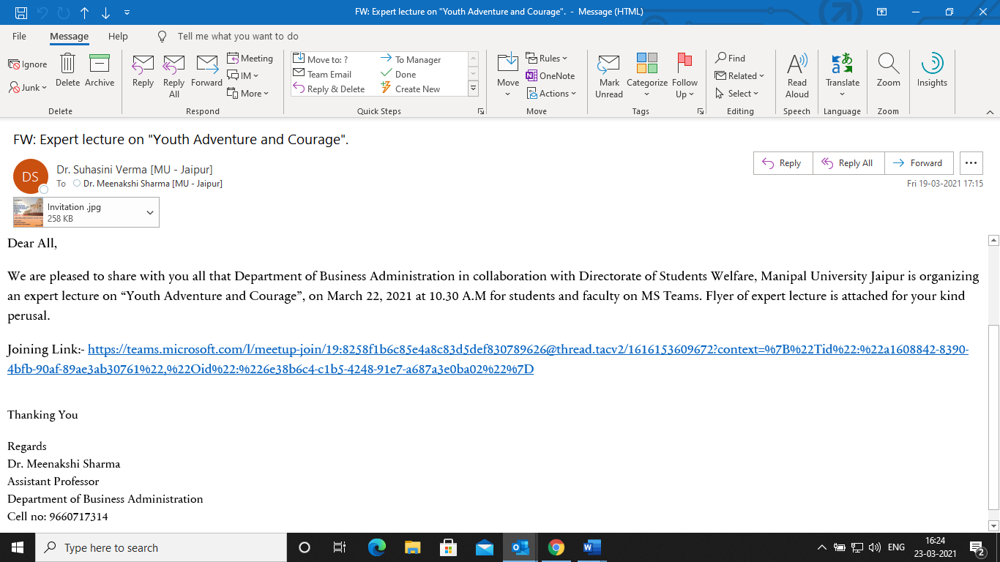 FW: Expert lecture on "Youth Adventure and Courage". - Message (HTML)
File Message Help Tell me what you want to do
Ignore
Junk
Delete
Archive
Delete
Reply
Reply All
Forward
Meeting
IM
More
Respond
Move to: ?
Team Email
Reply & Delete
To Manager
Done
Create New
Quick Steps
Move
Rules
OneNote
Actions
Move
Mark Unread
Categorize
Follow Up
Tags
Find
Related
Select
Editing
Read Aloud
Speech
Translate
Language
Zoom
Zoom
Insights
FW: Expert lecture on "Youth Adventure and Courage".
DS
Dr. Suhasini Verma [MU - Jaipur]
To Dr. Meenakshi Sharma [MU - Jaipur]
Reply Reply All Forward
Fri 19-03-2021 17:15
Invitation .jpg
258 KB
Dear All,
We are pleased to share with you all that Department of Business Administration in collaboration with Directorate of Students Welfare, Manipal University Jaipur is organizing
an expert lecture on “Youth Adventure and Courage”, on March 22, 2021 at 10.30 A.M for students and faculty on MS Teams. Flyer of expert lecture is attached for your kind
perusal.
Joining Link:- https://teams.microsoft.com/l/meetup-join/19:8258f1b6c85e4a8c83d5def830789626@thread.tacv2/1616153609672?context=%7B%22Tid%22:%22a1608842-8390-
4bfb-90af-89ae3ab30761%22,%22Oid%22:%226e38b6c4-c1b5-4248-91e7-a687a3e0ba02%22%7D
Thanking You
Regards
Dr. Meenakshi Sharma
Assistant Professor
Department of Business Administration
Cell no: 9660717314
Type here to search
ENG
16:24
23-03-2021
2